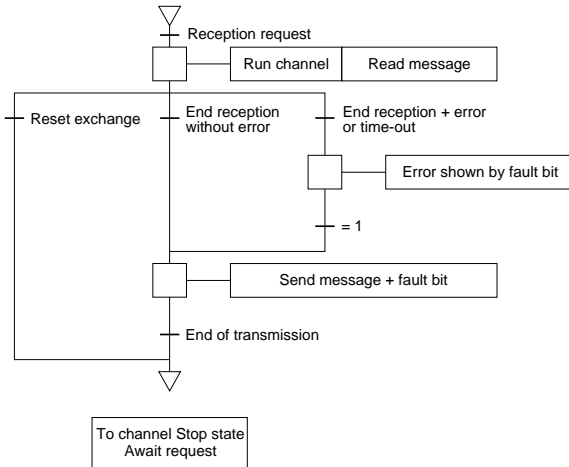 Reception request
Run channel
Read message
Reset exchange
End reception
without error
End reception + error
or time-out
Error shown by fault bit
= 1
Send message + fault bit
End of transmission
To channel Stop state
Await request